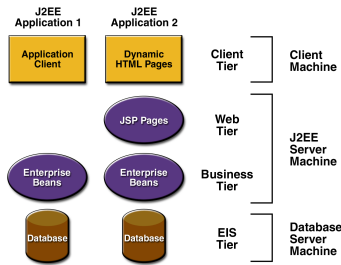 J2EE
Application 1
J2EE
Application 2
Application
Client
Dynamic
HTML Pages
Client
Tier
Client
Machine
JSP Pages
Web
Tier
J2EE
Server
Machine
Enterprise
Beans
Enterprise
Beans
Business
Tier
Database
Database
EIS
Tier
Database
Server
Machine